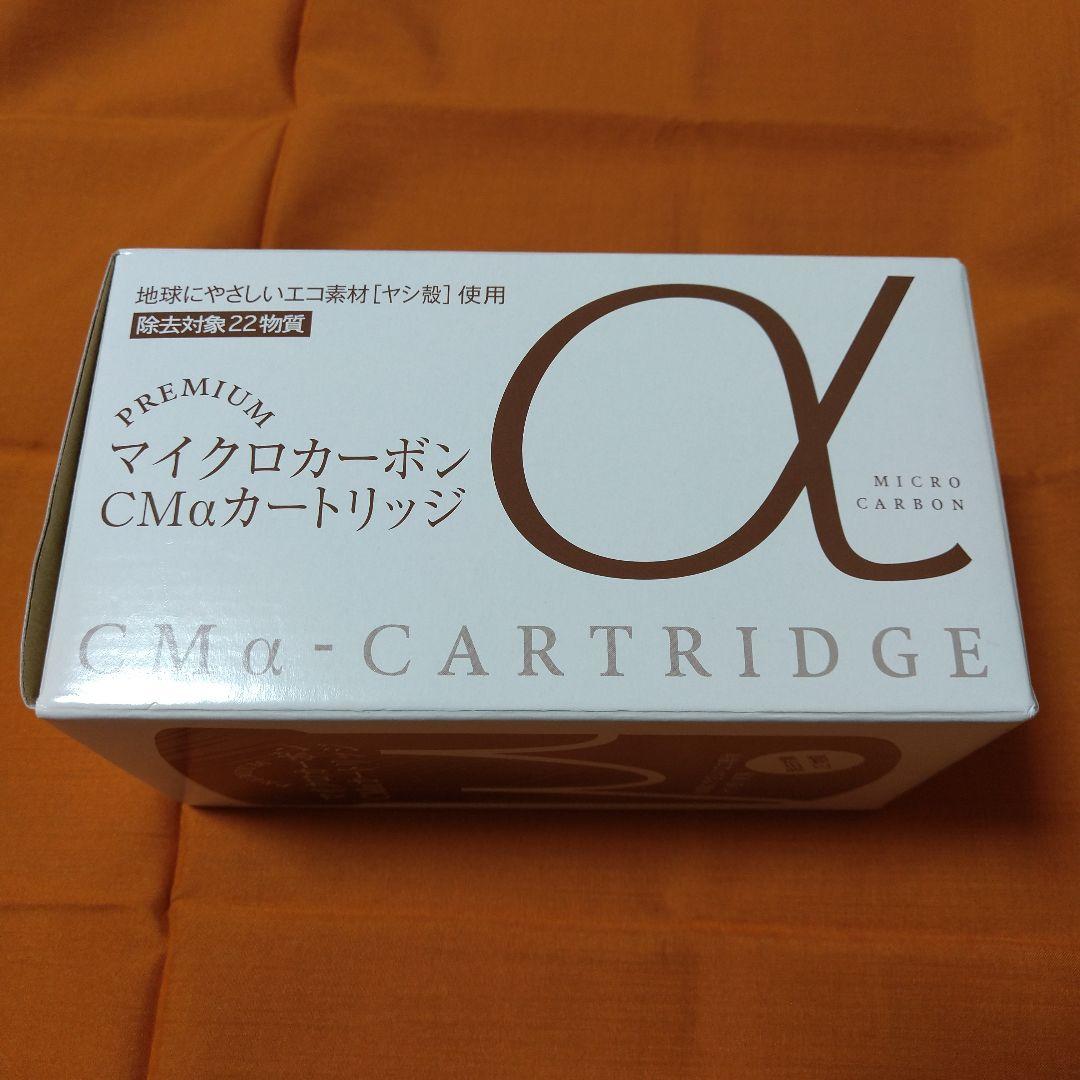 地球にやさしいエコ素材[ヤシ殻]使用
除去対象22物質
PREMIUM
マイクロカーボン
CMαカートリッジ
α
MICRO
CARBON
CMα-CARTRIDGE